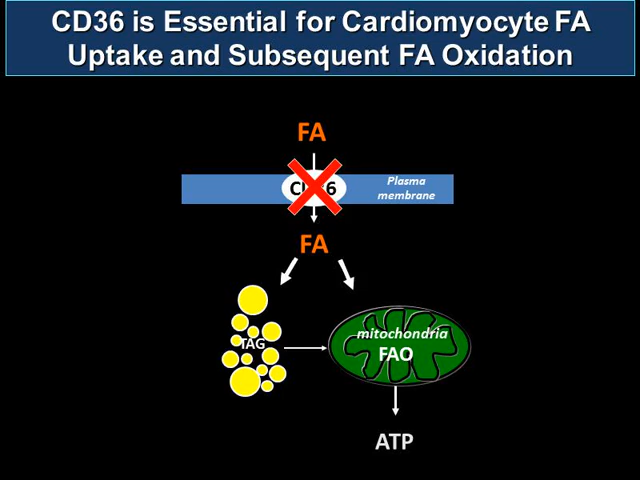 CD36 is Essential for Cardiomyocyte FA
Uptake and Subsequent FA Oxidation
FA
CD36
Plasma
membrane
FA
TAG
mitochondria
FAO
ATP